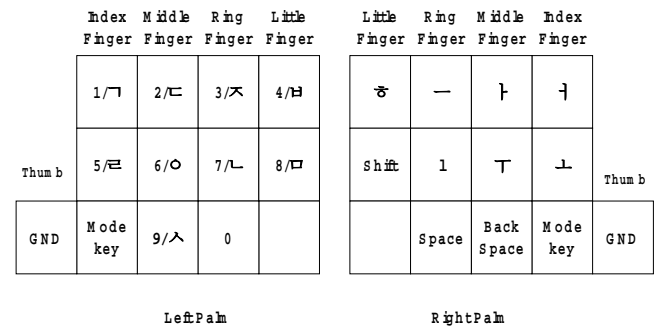 Index Middle Ring Little Little Ring Middle Index
Finger Finger Finger Finger Finger Finger Finger Finger
1/ㄱ 2/ㄷ 3/ㅈ 4/ㅂ ㅎ ㅡ ㅏ ㅓ
Thumb 5/ㄹ 6/ㅇ 7/ㄴ 8/ㅁ Shift l ㅜ ㅗ Thumb
GND Mode key 9/ㅅ 0 Space Back Space Mode key GND
Left Palm Right Palm